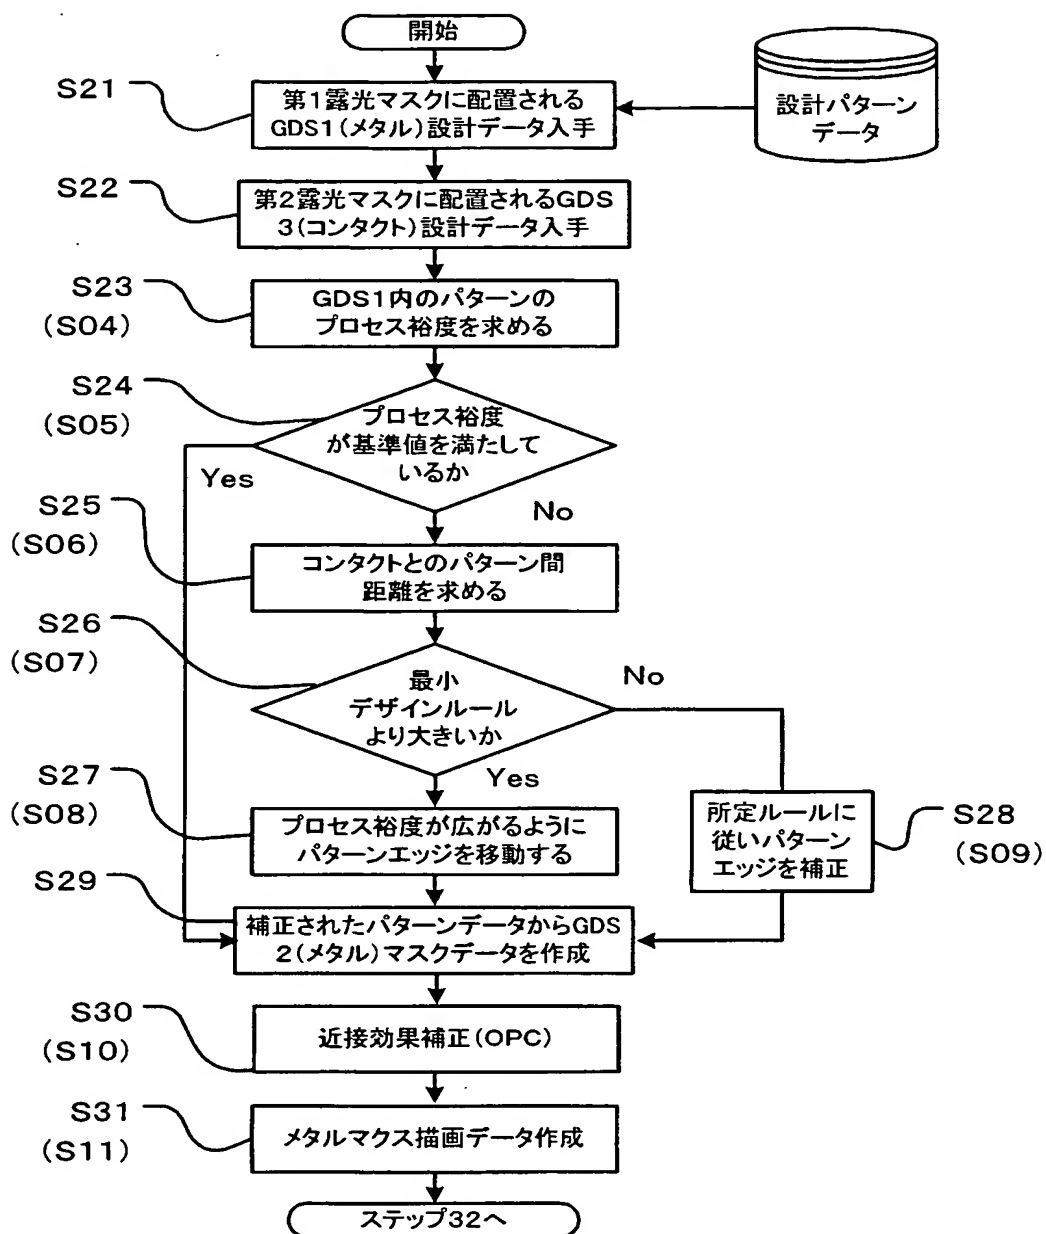 開始
S21
第1露光マスクに配置される
GDS1(メタル)設計データ入手
設計パターン
データ
S22
第2露光マスクに配置されるGDS
3(コンタクト)設計データ入手
S23
(S04)
GDS1内のパターンの
プロセス裕度を求める
S24
(S05)
プロセス裕度
が基準値を満たして
いるか
Yes
No
S25
(S06)
コンタクトとのパターン間
距離を求める
S26
(S07)
最小
デザインルール
より大きいか
No
Yes
S27
(S08)
プロセス裕度が広がるように
パターンエッジを移動する
所定ルールに
従いパターン
エッジを補正
S28
(S09)
S29
補正されたパターンデータからGDS
2(メタル)マスクデータを作成
S30
(S10)
近接効果補正(OPC)
S31
(S11)
メタルマクス描画データ作成
ステップ32へ